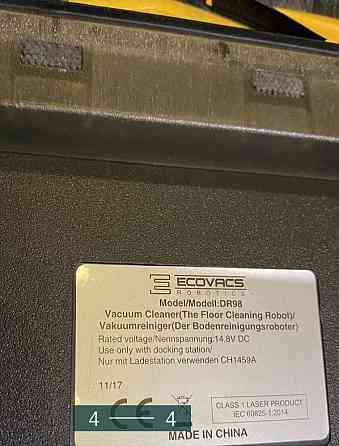 ECOVACS
ROBOTICS
Model/Modell:DR98
Vacuum Cleaner(The Floor Cleaning Robot)/
Vakuumreiniger(Der Bodenreinigungsroboter)
Rated voltage/Nennspannung:14.8V DC
Use only with docking station/
Nur mit Ladestation verwenden CH1459A
11/17
CLASS 1 LASER PRODUCT
IEC 60825-1:2014
4 CE 4
MADE IN CHINA